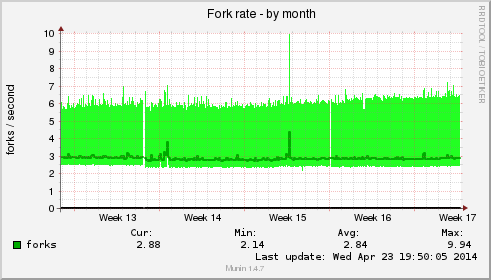 Fork rate - by month
RRDTOOL / TOBI OETIKER
forks / second
10
9
8
7
6
5
4
3
2
1
0
Week 13 Week 14 Week 15 Week 16 Week 17
Cur: Min: Avg: Max:
forks 2.88 2.14 2.84 9.94
Last update: Wed Apr 23 19:50:05 2014
Munin 1.4.7